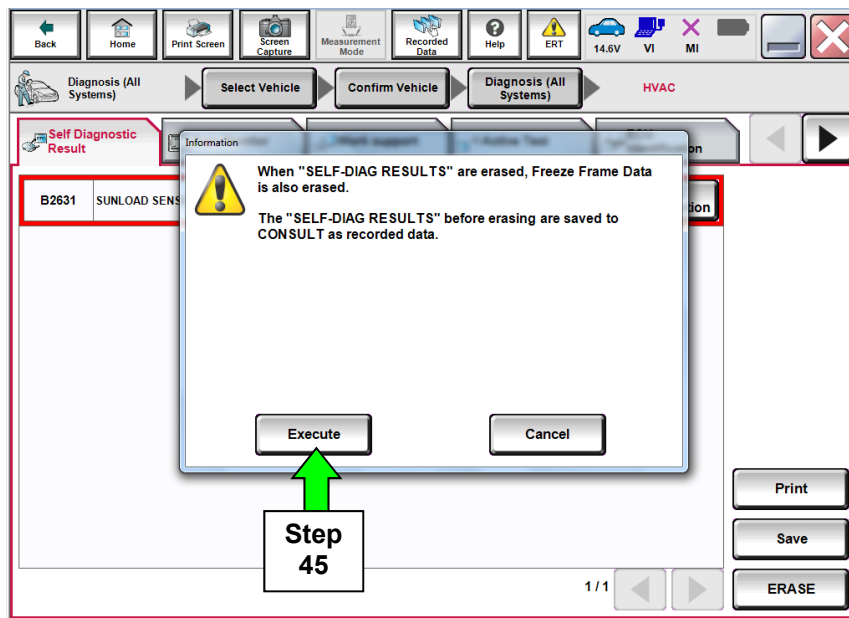 Back
Home
Print Screen
Screen
Capture
Measurement
Mode
Recorded
Data
Help
ERT
14.6V
VI
MI
Diagnosis (All
Systems)
Select Vehicle
Confirm Vehicle
Diagnosis (All
Systems)
HVAC
Self Diagnostic
Result
Information
When "SELF-DIAG RESULTS" are erased, Freeze Frame Data
is also erased.
The "SELF-DIAG RESULTS" before erasing are saved to
CONSULT as recorded data.
B2631
SUNLOAD
Execute
Cancel
Step
45
Print
Save
1/1
ERASE